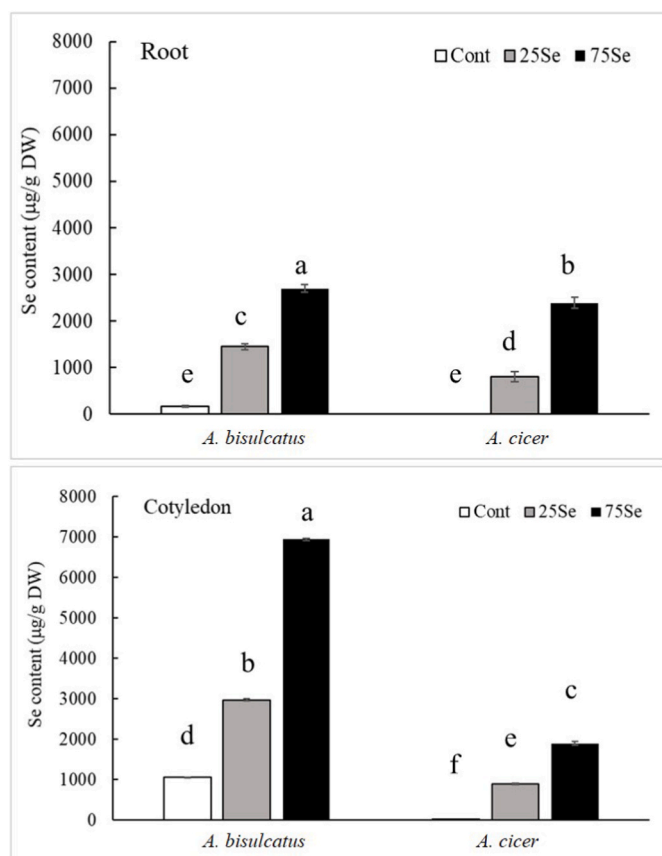 Root
Cont 25Se 75Se
Se content (µg/g DW)
8000
7000
6000
5000
4000
3000
2000
1000
0
e
c
a
e
d
b
A. bisulcatus
A. cicer
Cotyledon
Cont 25Se 75Se
Se content (µg/g DW)
8000
7000
6000
5000
4000
3000
2000
1000
0
d
b
a
f
e
c
A. bisulcatus
A. cicer